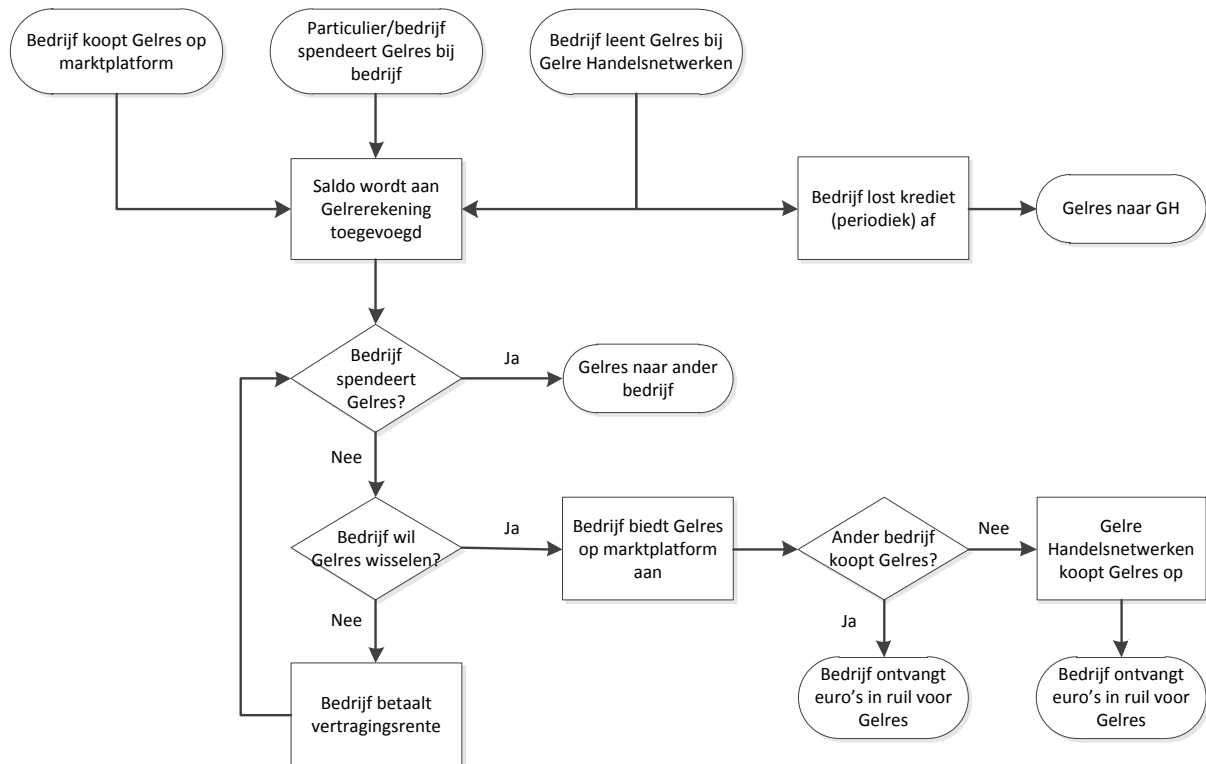 Bedrijf koopt Gelres op
marktplatform
Particulier/bedrijf
spendeert Gelres bij
bedrijf
Bedrijf leent Gelres bij
Gelre Handelsnetwerken
Saldo wordt aan
Gelrerekening
toegevoegd
Bedrijf lost krediet
(periodiek) af
Gelres naar GH
Bedrijf
spendeert
Gelres?
Ja
Gelres naar ander
bedrijf
Nee
Bedrijf wil
Gelres wisselen?
Ja
Bedrijf biedt Gelres
op marktplatform
aan
Ander bedrijf
koopt Gelres?
Nee
Gelre
Handelsnetwerken
koopt Gelres op
Nee
Ja
Bedrijf betaalt
vertragingsrente
Bedrijf ontvangt
euro's in ruil voor
Gelres
Bedrijf ontvangt
euro's in ruil voor
Gelres